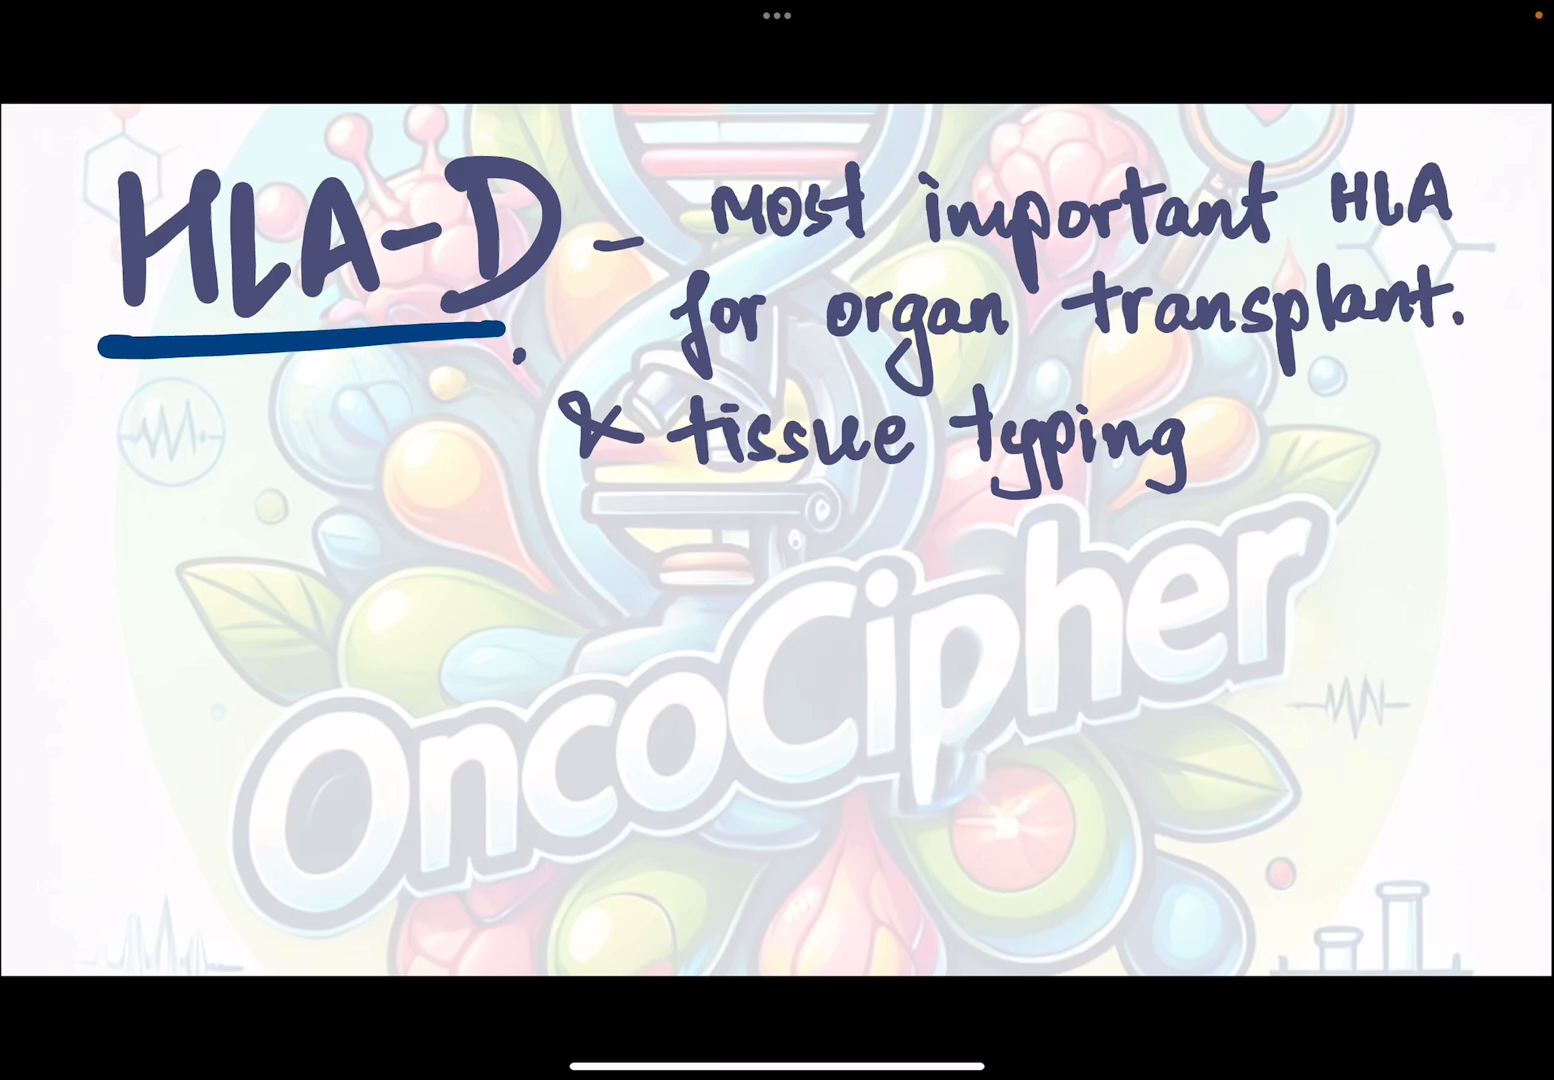 HLA-D - Most important HLA
for organ transplant.
& tissue typing
OncoCipher